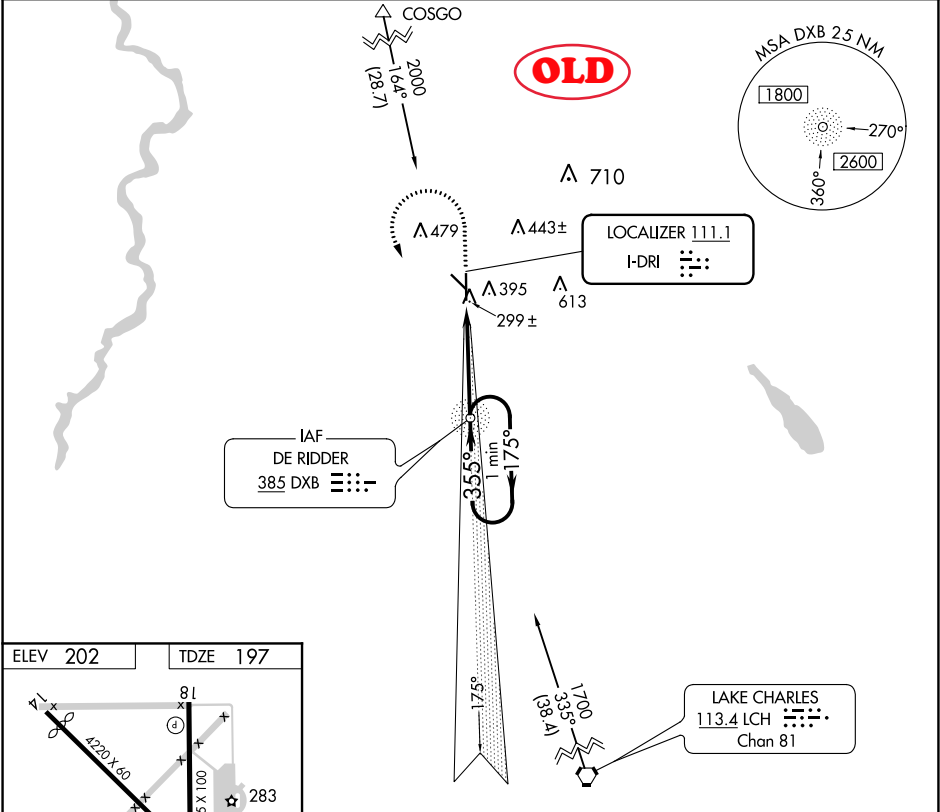 COSGO
2000
164°
(28.7)
OLD
MSA DXB 25 NM
1800
270°
2600
360°
710
479
443±
LOCALIZER 111.1
I-DRI
395
613
299±
IAF
DE RIDDER
385 DXB
355°
1 min
175°
175°
1700
335°
(38.4)
LAKE CHARLES
113.4 LCH
Chan 81
ELEV 202
TDZE 197
14
18
P
4220 X 60
5 X 100
283